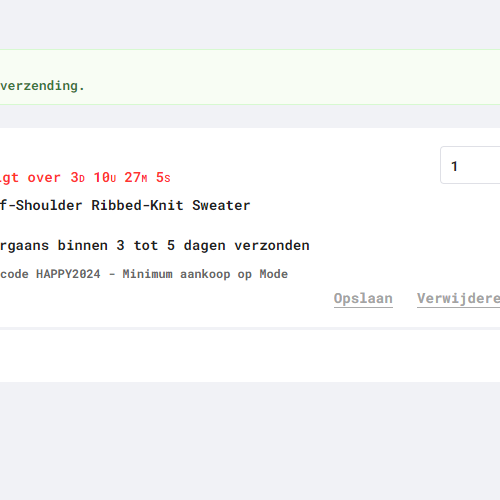 verzending.
1
gt over 3D 10U 27M 5S
f-Shoulder Ribbed-Knit Sweater
rgaans binnen 3 tot 5 dagen verzonden
code HAPPY2024 - Minimum aankoop op Mode
Opslaan Verwijdere